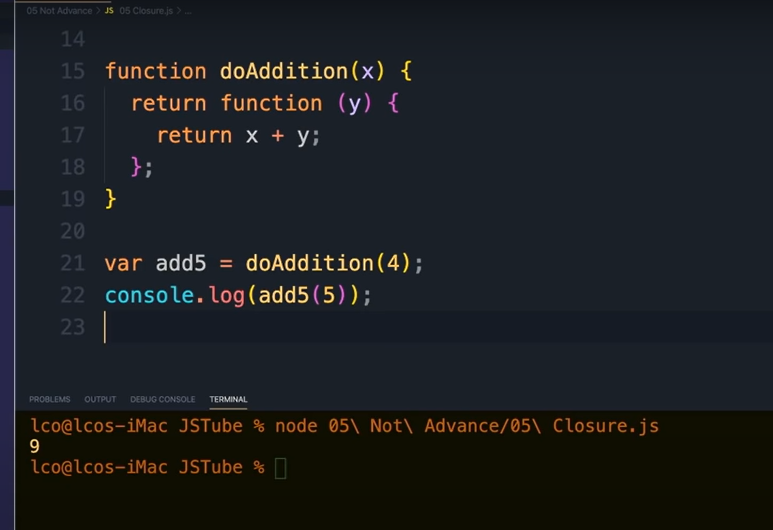 05 Not Advance > JS 05 Closure.js > ...
14
15 function doAddition(x) {
16 return function (y) {
17 return x + y;
18 };
19 }
20
21 var add5 = doAddition(4);
22 console.log(add5(5));
23
PROBLEMS OUTPUT DEBUG CONSOLE TERMINAL
lco@lcos-iMac JSTube % node 05\ Not\ Advance/05\ Closure.js
9
lco@lcos-iMac JSTube %